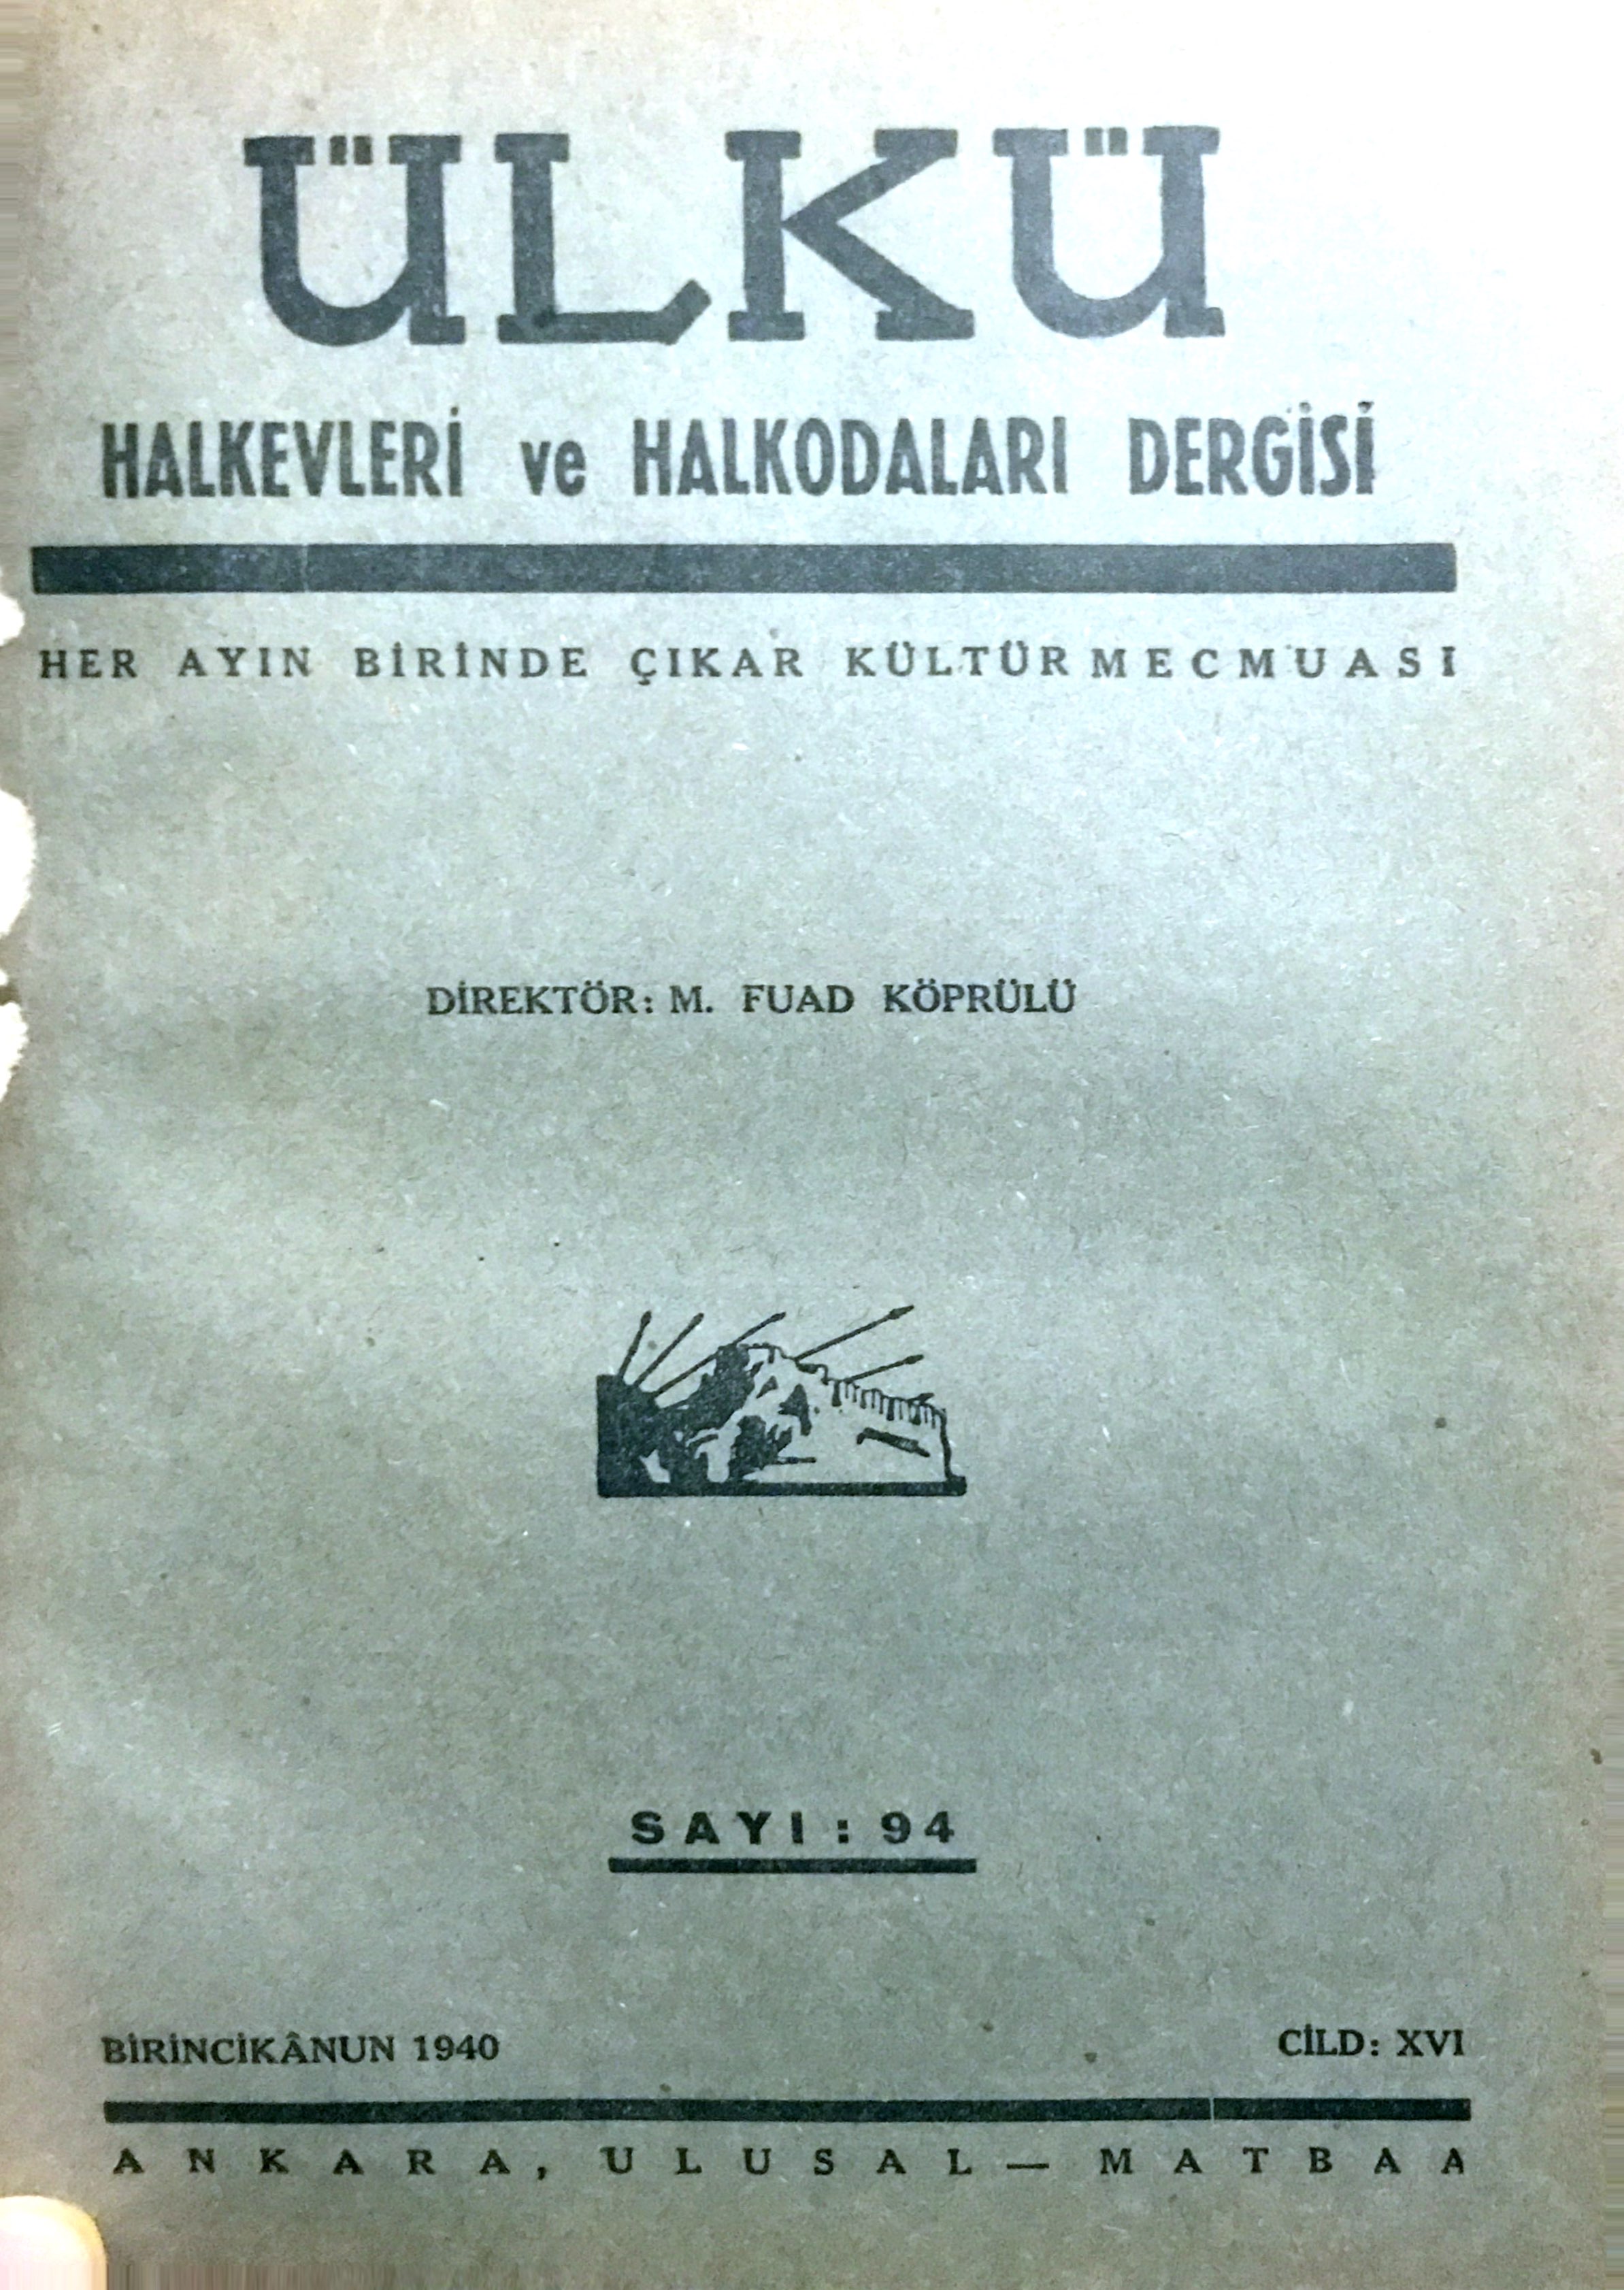 ÜLKÜ
HALKEVLERİ ve HALKODALARI DERGİSİ
HER AYIN BİRİNDE ÇIKAR KÜLTÜR MECMUASI
DİREKTÖR: M. FUAD KÖPRÜLÜ
SAYI: 94
BİRİNCİKÂNUN 1940 CİLD: XVI
ANKARA, ULUSAL — MATBAA